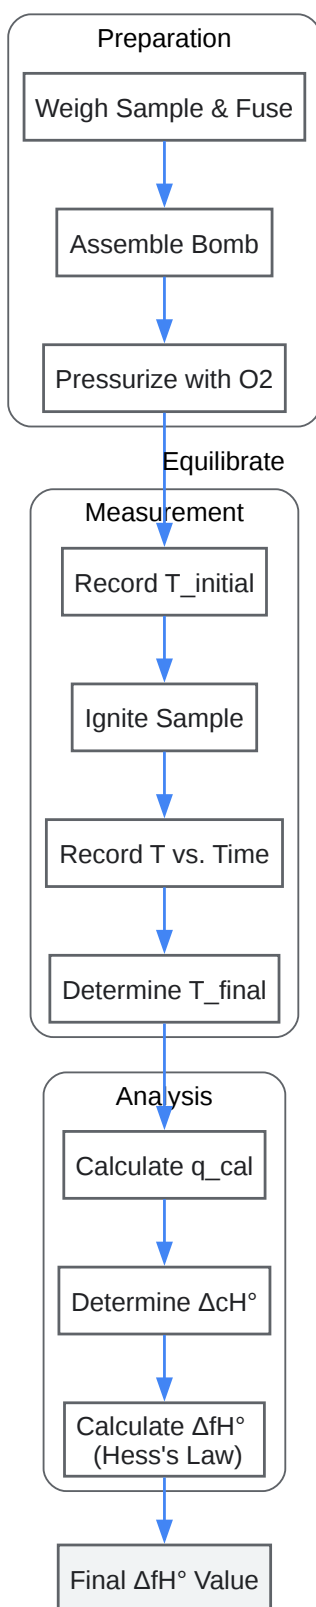 Preparation
Weigh Sample & Fuse
Assemble Bomb
Pressurize with O2
Equilibrate
Measurement
Record T_initial
Ignite Sample
Record T vs. Time
Determine T_final
Analysis
Calculate q_cal
Determine ΔcH°
Calculate ΔfH°
(Hess's Law)
Final ΔfH° Value